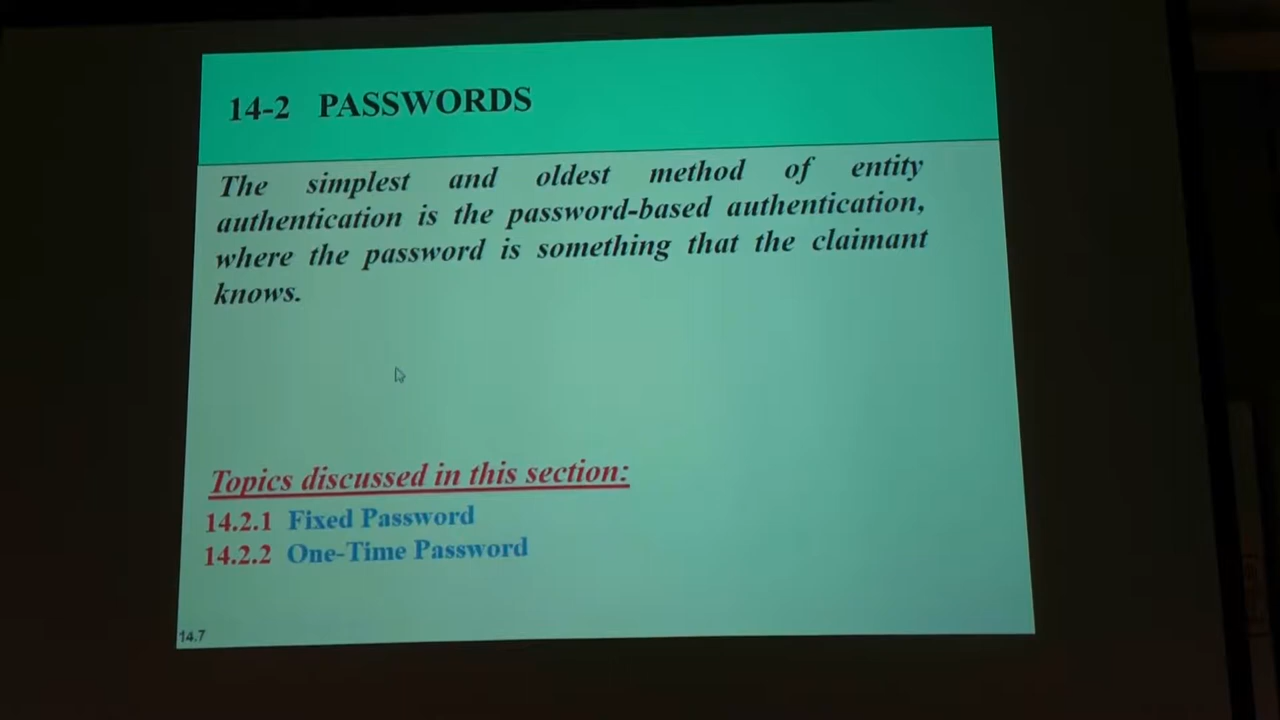 14-2 PASSWORDS
The simplest and oldest method of entity
authentication is the password-based authentication,
where the password is something that the claimant
knows.
Topics discussed in this section:
14.2.1 Fixed Password
14.2.2 One-Time Password
14.7